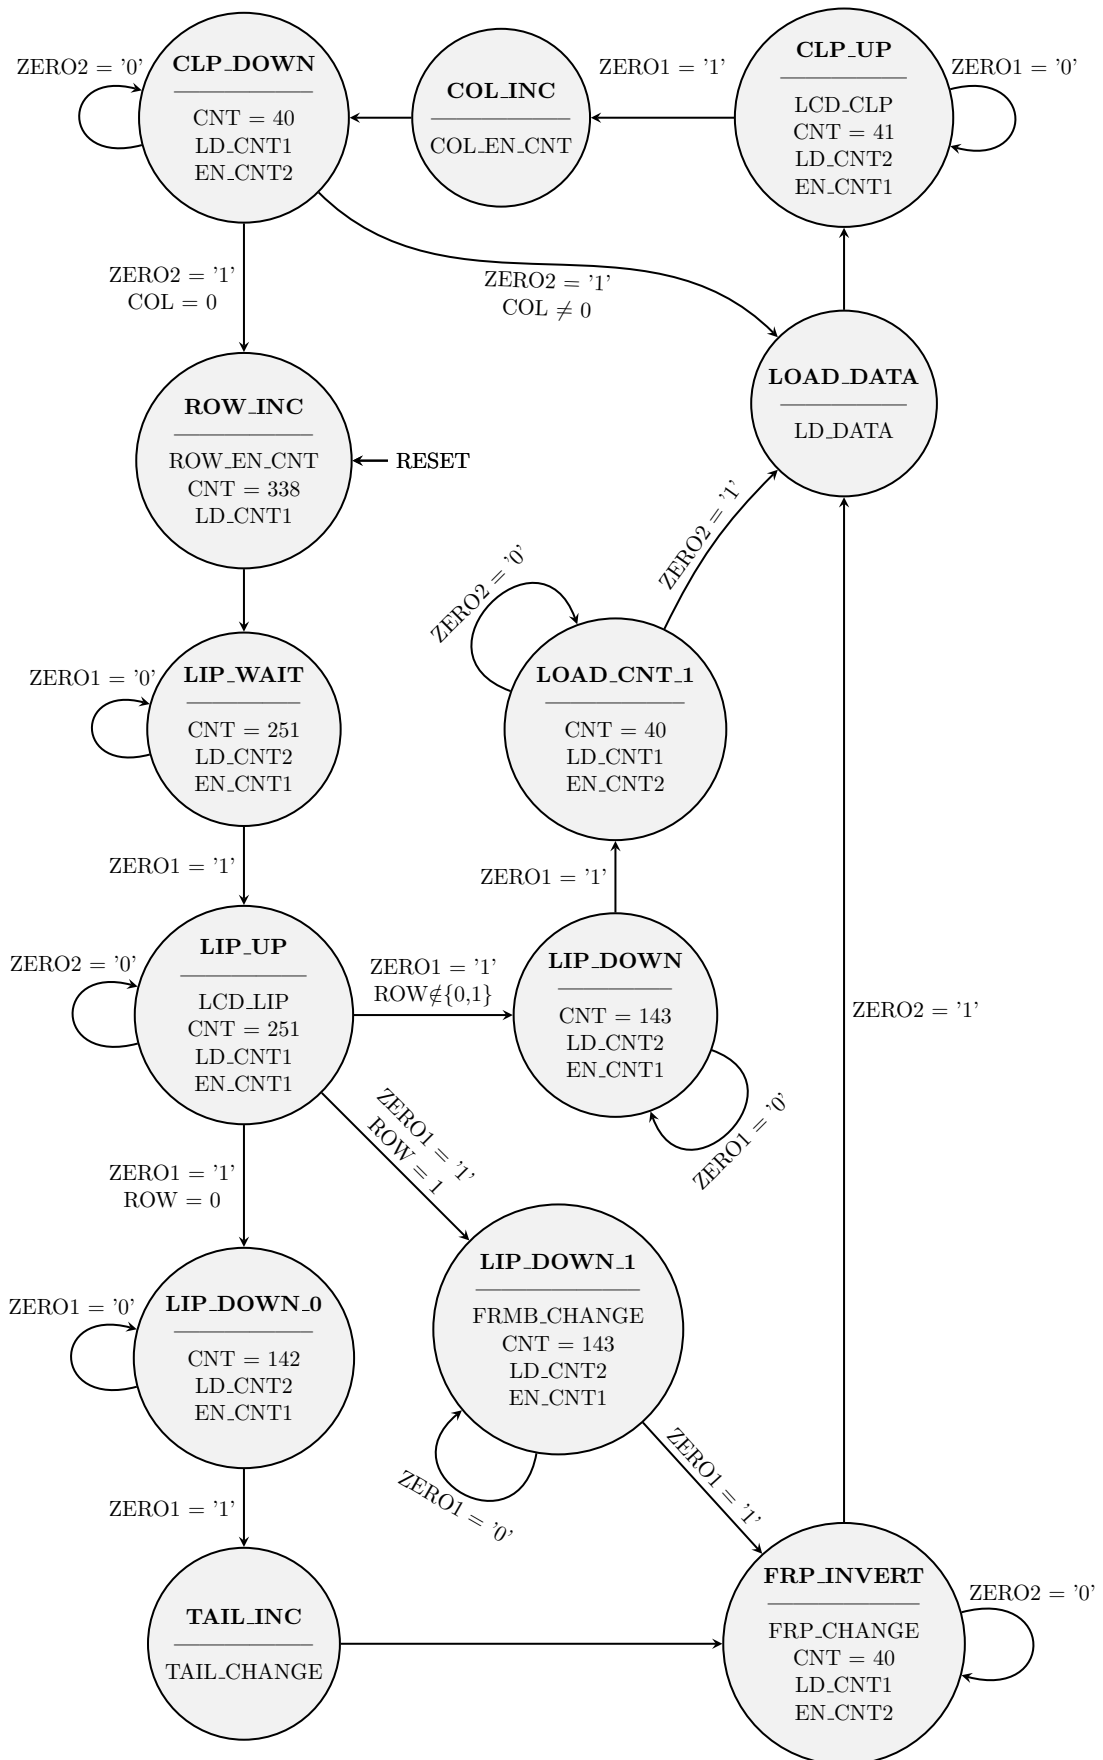 ZERO2 = '0'
CLP_DOWN
CNT = 40
LD_CNT1
EN_CNT2
COL_INC
COL_EN_CNT
ZERO1 = '1'
CLP_UP
LCD_CLP
CNT = 41
LD_CNT2
EN_CNT1
ZERO1 = '0'
ZERO2 = '1'
COL = 0
ZERO2 = '1'
COL ≠ 0
LOAD_DATA
LD_DATA
ROW_INC
ROW_EN_CNT
CNT = 338
LD_CNT1
RESET
ZERO2 = '1'
ZERO2 = '0'
LOAD_CNT_1
CNT = 40
LD_CNT1
EN_CNT2
ZERO1 = '0'
LIP_WAIT
CNT = 251
LD_CNT2
EN_CNT1
ZERO1 = '1'
ZERO1 = '1'
ZERO2 = '0'
LIP_UP
LCD_LIP
CNT = 251
LD_CNT1
EN_CNT1
ZERO1 = '1'
ROW∉{0,1}
LIP_DOWN
CNT = 143
LD_CNT2
EN_CNT1
ZERO1 = '0'
ZERO2 = '1'
ZERO1 = '1'
ROW = 0
ZERO1 = '1'
ROW = 1
ZERO1 = '0'
LIP_DOWN_0
CNT = 142
LD_CNT2
EN_CNT1
LIP_DOWN_1
FRMB_CHANGE
CNT = 143
LD_CNT2
EN_CNT1
ZERO1 = '0'
ZERO1 = '1'
ZERO1 = '1'
TAIL_INC
TAIL_CHANGE
FRP_INVERT
FRP_CHANGE
CNT = 40
LD_CNT1
EN_CNT2
ZERO2 = '0'